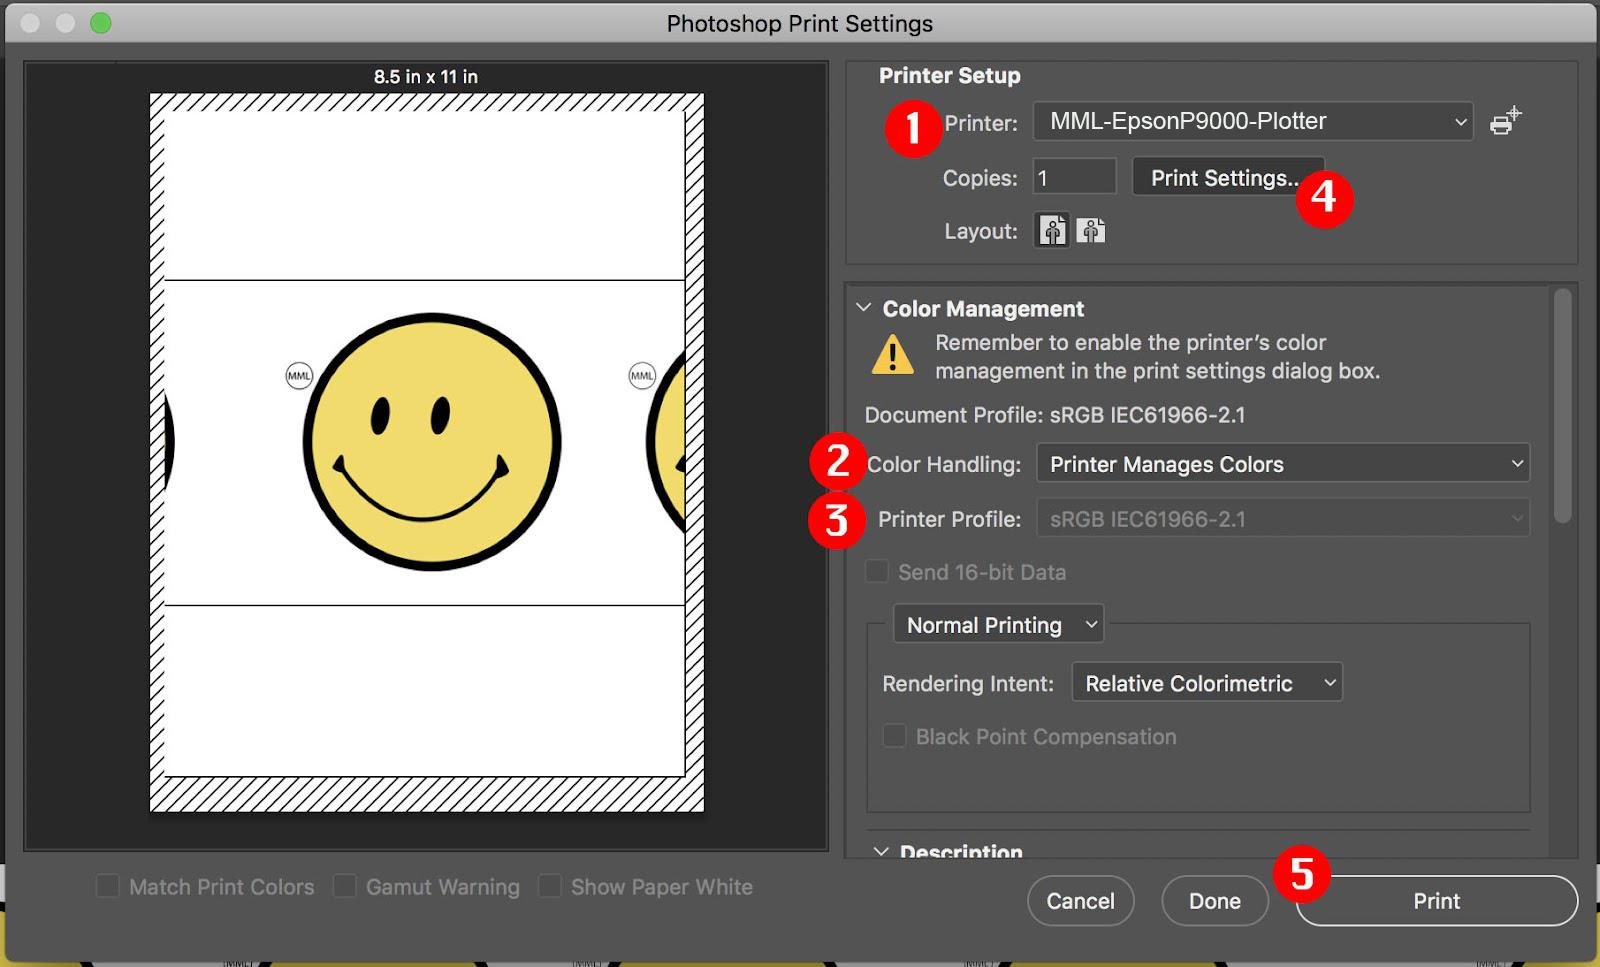 Photoshop Print Settings
8.5 in x 11 in
MML
MML
Printer Setup
1
Printer: MML-EpsonP9000-Plotter
Copies: 1 Print Settings..
4
Layout:
Color Management
Remember to enable the printer's color
management in the print settings dialog box.
Document Profile: sRGB IEC61966-2.1
2
Color Handling: Printer Manages Colors
3
Printer Profile: sRGB IEC61966-2.1
Send 16-bit Data
Normal Printing
Rendering Intent: Relative Colorimetric
Black Point Compensation
Description
Match Print Colors Gamut Warning Show Paper White
5
Cancel Done Print